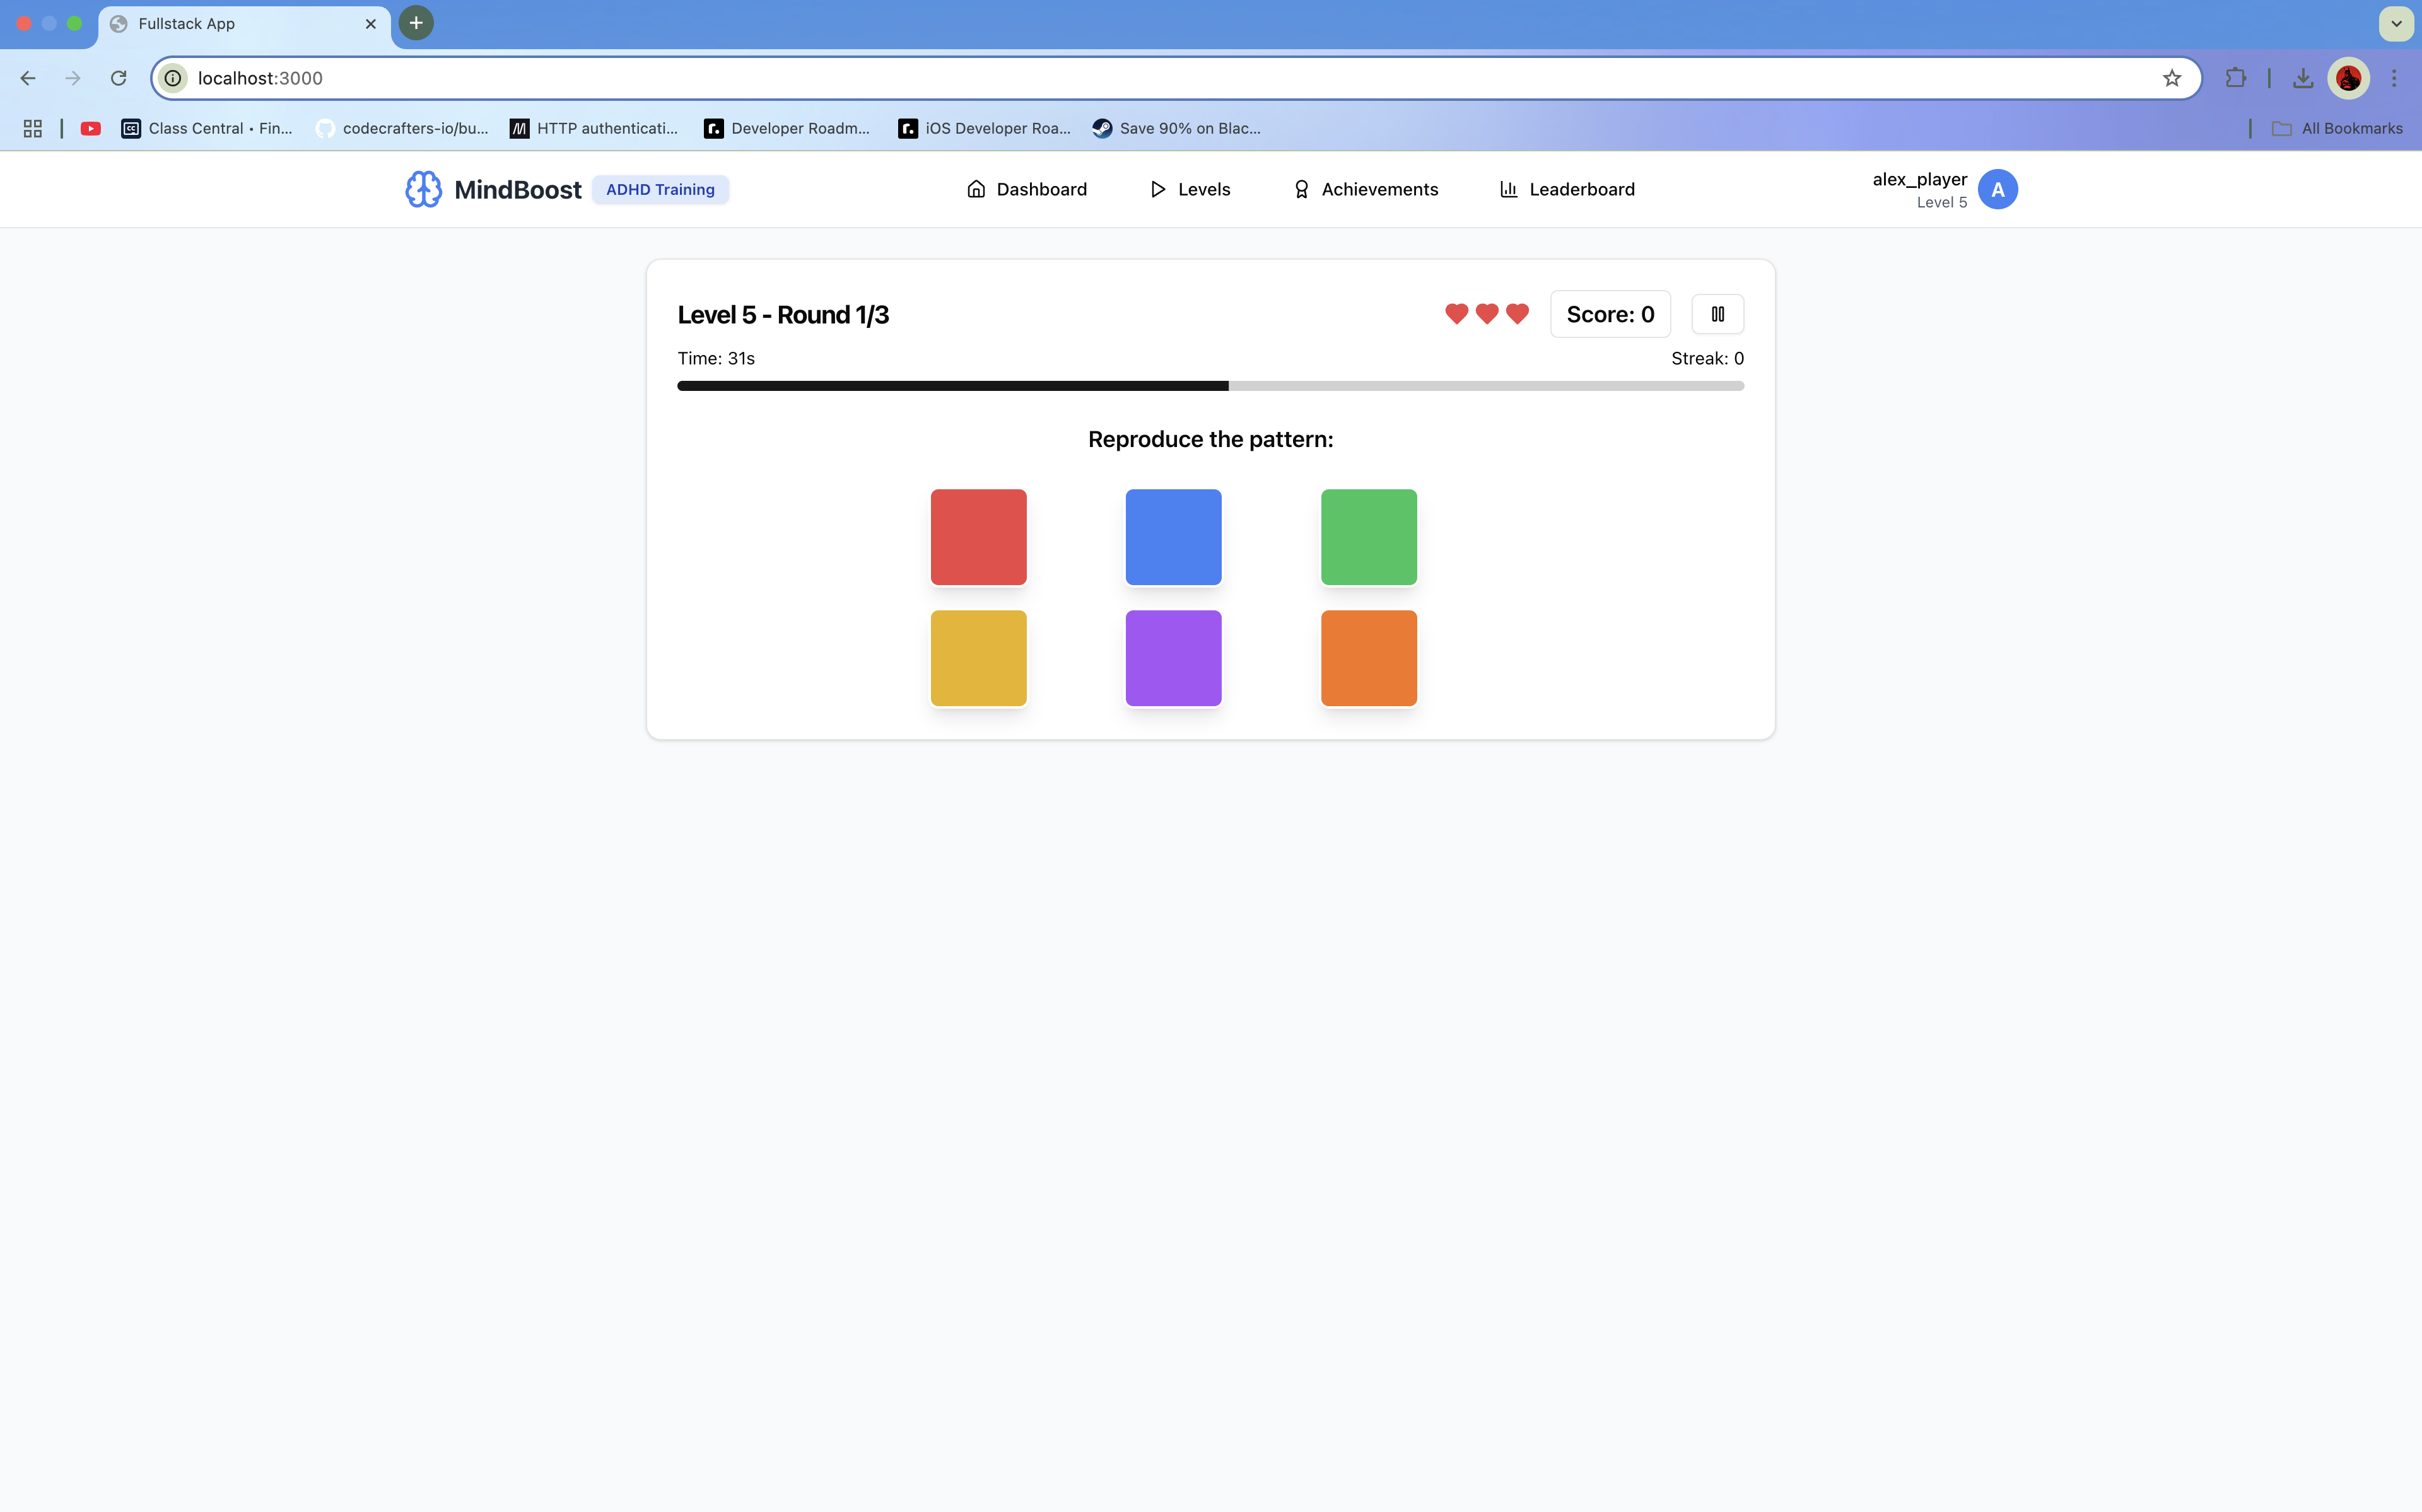 Fullstack App
localhost:3000
Class Central • Fin...
codecrafters-io/bu...
HTTP authenticati...
Developer Roadm...
iOS Developer Roa...
Save 90% on Blac...
All Bookmarks
MindBoost
ADHD Training
Dashboard
Levels
Achievements
Leaderboard
alex_player
Level 5
A
Level 5 - Round 1/3
Score: 0
Time: 31s
Streak: 0
Reproduce the pattern: